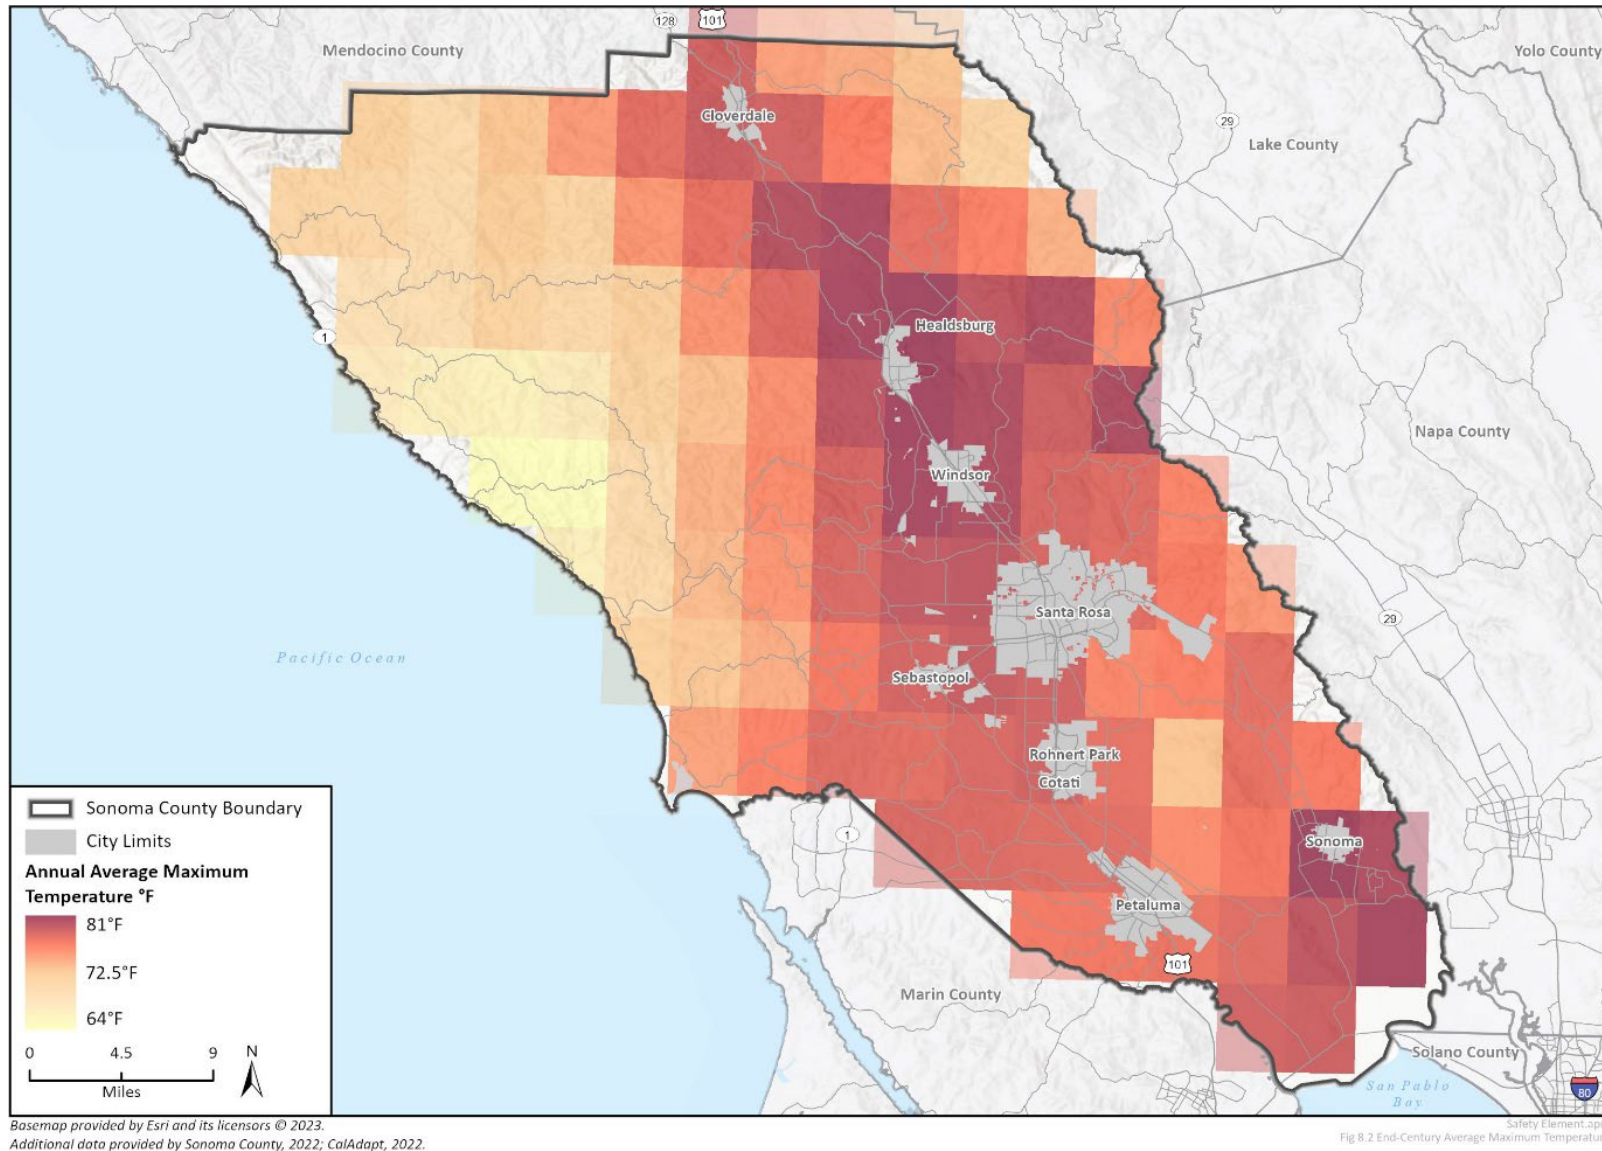 128
101
Mendocino County
Yolo County
Cloverdale
29
Lake County
Healdsburg
1
Napa County
Windsor
Santa Rosa
29
Pacific Ocean
Sebastopol
Rohnert Park
Cotati
1
Sonoma
Petaluma
101
Marin County
Solano County
San Pablo
Bay
80
Sonoma County Boundary
City Limits
Annual Average Maximum
Temperature °F
81°F
72.5°F
64°F
0 4.5 9
Miles
N
Basemap provided by Esri and its licensors © 2023.
Additional data provided by Sonoma County, 2022; CalAdapt, 2022.
Safety Element.ap
Fig 8.2 End-Century Average Maximum Temperatur